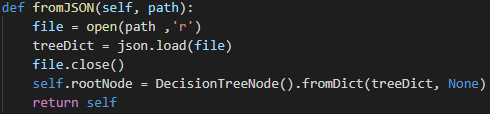 def fromJSON(self, path):
    file = open(path ,'r')
    treeDict = json.load(file)
    file.close()
    self.rootNode = DecisionTreeNode().fromDict(treeDict, None)
    return self